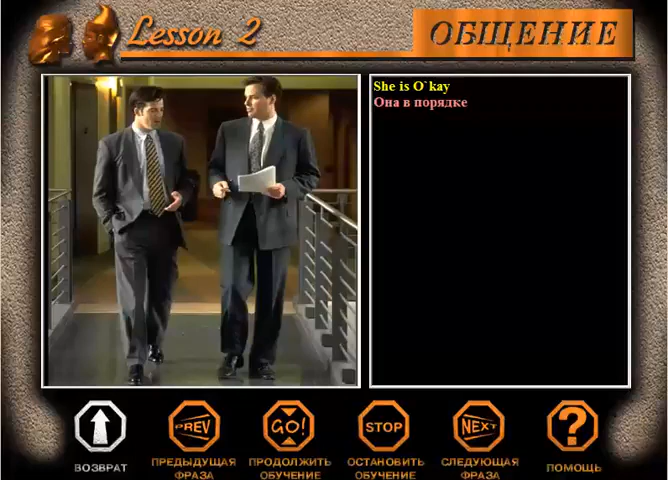 Lesson 2
ОБЩЕНИЕ
She is O`kay
Она в порядке
PREV
GO!
STOP
NEXT
?
ВОЗВРАТ
ПРЕДЫДУЩАЯ ФРАЗА
ПРОДОЛЖИТЬ ОБУЧЕНИЕ
ОСТАНОВИТЬ ОБУЧЕНИЕ
СЛЕДУЮЩАЯ ФРАЗА
ПОМОЩЬ